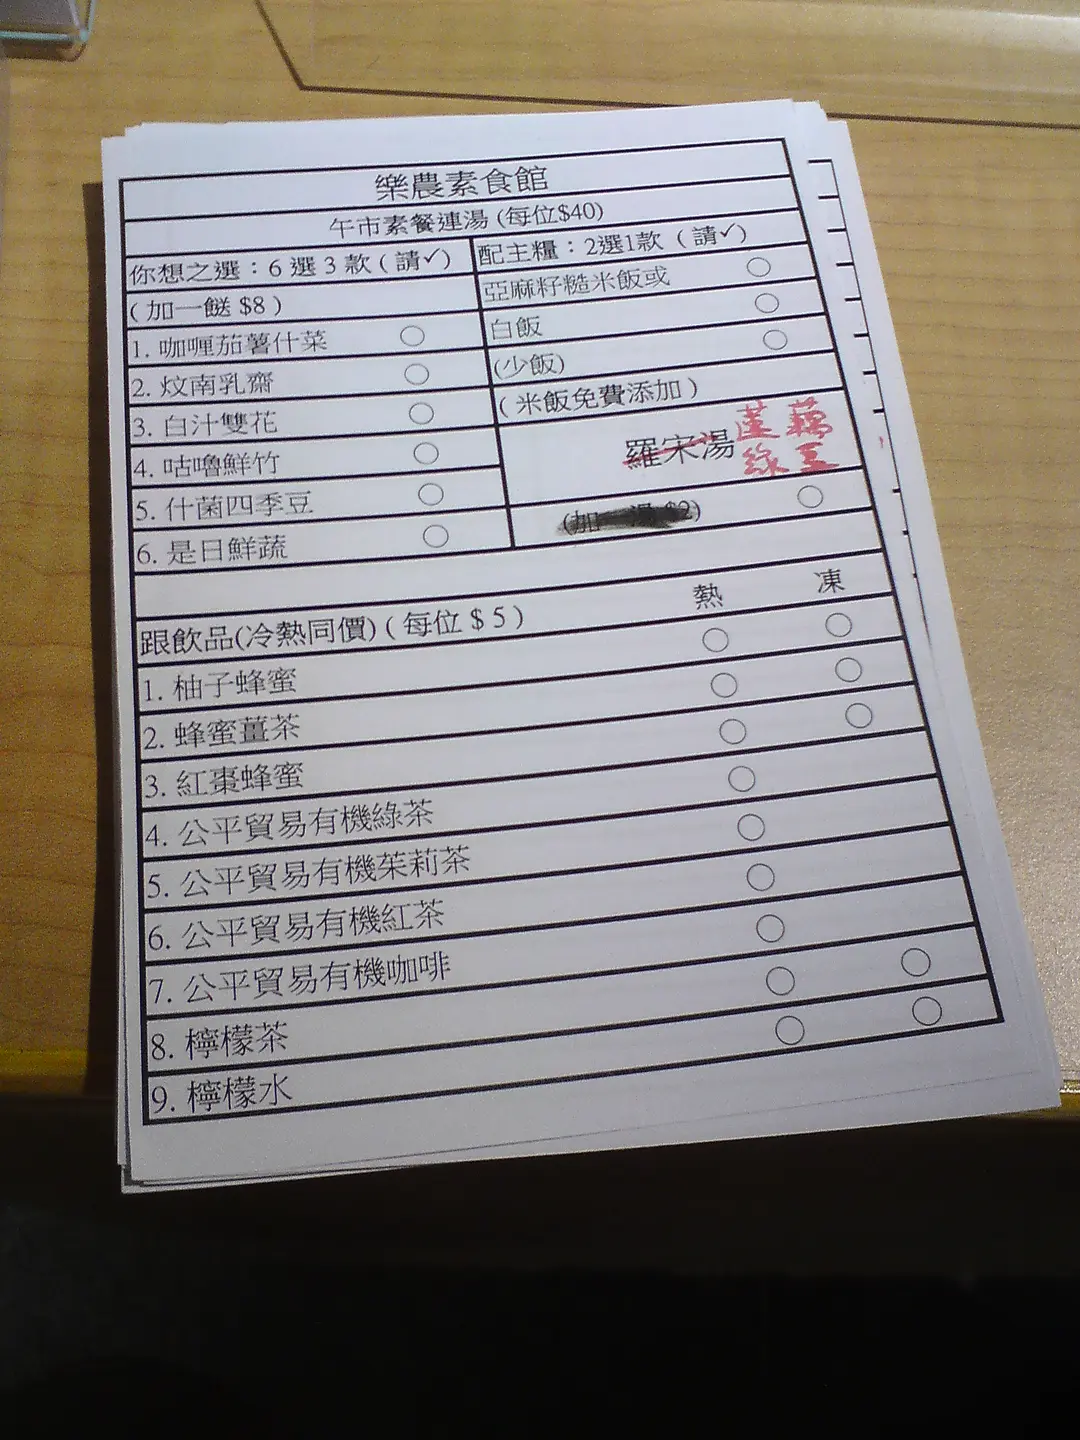 樂農素食館
午市素餐連湯 (每位$40)
你想之選：6 選 3 款 ( 請✓)
( 加一餸 $8 )
1. 咖喱茄薯什菜 ○
2. 炆南乳齋 ○
3. 白汁雙花 ○
4. 咕嚕鮮竹 ○
5. 什菌四季豆 ○
6. 是日鮮蔬 ○
配主糧：2選1款 ( 請✓)
亞麻籽糙米飯或 ○
白飯 ○
(少飯) ○
( 米飯免費添加 )
羅宋湯 蓮藕
綠豆
(加 湯 $2) ○
熱 凍
跟飲品(冷熱同價) ( 每位 $ 5 )
1. 柚子蜂蜜 ○ ○
2. 蜂蜜薑茶 ○ ○
3. 紅棗蜂蜜 ○ ○
4. 公平貿易有機綠茶 ○
5. 公平貿易有機茱莉茶 ○
6. 公平貿易有機紅茶 ○
7. 公平貿易有機咖啡 ○
8. 檸檬茶 ○ ○
9. 檸檬水 ○ ○